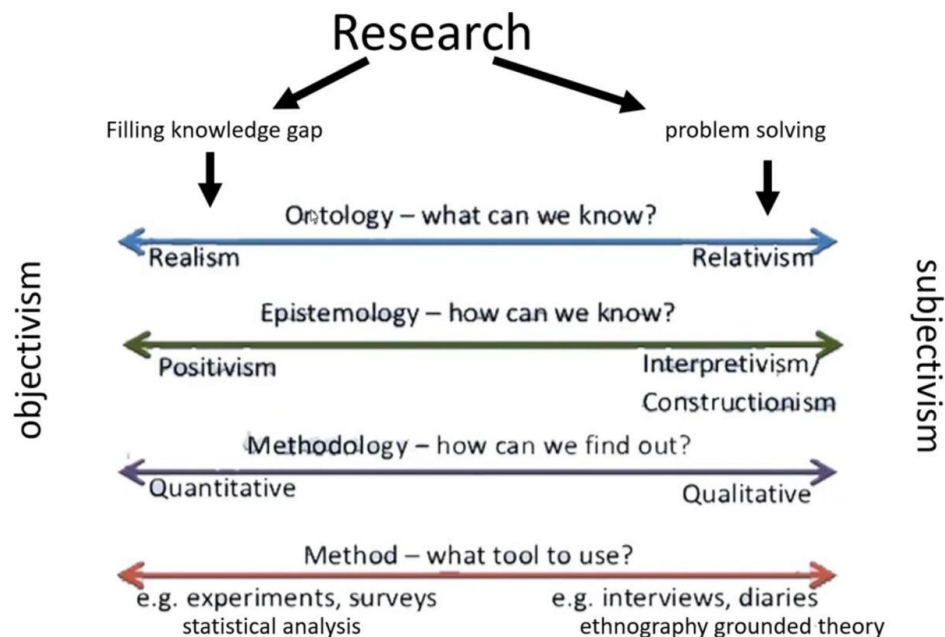 Research
Filling knowledge gap
problem solving
Ontology – what can we know?
Realism
Relativism
objectivism
subjectivism
Epistemology – how can we know?
Positivism
Interpretivism/
Constructionism
Methodology – how can we find out?
Quantitative
Qualitative
Method – what tool to use?
e.g. experiments, surveys
statistical analysis
e.g. interviews, diaries
ethnography grounded theory